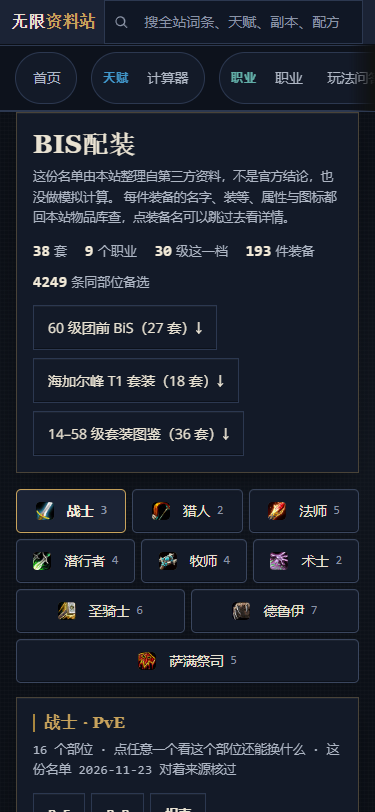 无限资料站
搜全站词条、天赋、副本、配方
首页
天赋 计算器
职业 职业 玩法问
BIS配装
这份名单由本站整理自第三方资料，不是官方结论，也
没做模拟计算。 每件装备的名字、装等、属性与图标都
回本站物品库查，点装备名可以跳过去看详情。
38 套 9 个职业 30 级这一档 193 件装备
4249 条同部位备选
60 级团前 BiS（27 套）↓
海加尔峰 T1 套装（18 套）↓
14–58 级套装图鉴（36 套）↓
战士 3
猎人 2
法师 5
潜行者 4
牧师 4
术士 2
圣骑士 6
德鲁伊 7
萨满祭司 5
战士 · PvE
16 个部位 · 点任意一个看这个部位还能换什么 · 这
份名单 2026-11-23 对着来源核过